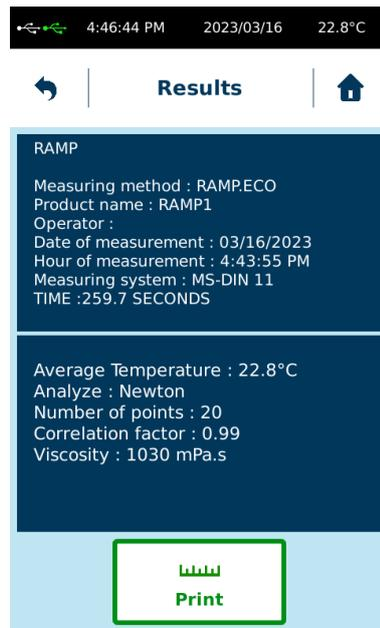 4:46:44 PM 2023/03/16 22.8°C
Results
RAMP
Measuring method : RAMP.ECO
Product name : RAMP1
Operator :
Date of measurement : 03/16/2023
Hour of measurement : 4:43:55 PM
Measuring system : MS-DIN 11
TIME :259.7 SECONDS
Average Temperature : 22.8°C
Analyze : Newton
Number of points : 20
Correlation factor : 0.99
Viscosity : 1030 mPa.s
Print